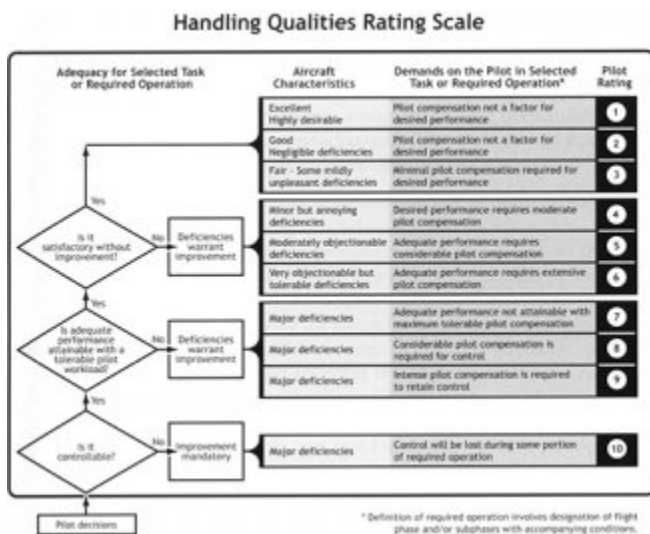 Handling Qualities Rating Scale
Adequacy for Selected Task
or Required Operation
Aircraft
Characteristics
Demands on the Pilot in Selected
Task or Required Operation*
Pilot
Rating
Excellent
Highly desirable
Pilot compensation not a factor for
desired performance
1
Good
Negligible deficiencies
Pilot compensation not a factor for
desired performance
2
Fair - Some mildly
unpleasant deficiencies
Minimal pilot compensation required for
desired performance
3
Yes
Is it
satisfactory without
improvement?
No
Deficiencies
warrant
improvement
Minor but annoying
deficiencies
Desired performance requires moderate
pilot compensation
4
Moderately objectionable
deficiencies
Adequate performance requires
considerable pilot compensation
5
Very objectionable but
tolerable deficiencies
Adequate performance requires extensive
pilot compensation
6
Yes
Is adequate
performance
attainable with a
tolerable pilot
workload?
No
Deficiencies
warrant
improvement
Major deficiencies
Adequate performance not attainable with
maximum tolerable pilot compensation
7
Major deficiencies
Considerable pilot compensation is
required for control
8
Major deficiencies
Intense pilot compensation is required
to retain control
9
Yes
Is it
controllable?
No
Improvement
mandatory
Major deficiencies
Control will be lost during some portion
of required operation
10
Pilot decisions
* Definition of required operation involves designation of flight
phase and/or subphases with accompanying conditions.